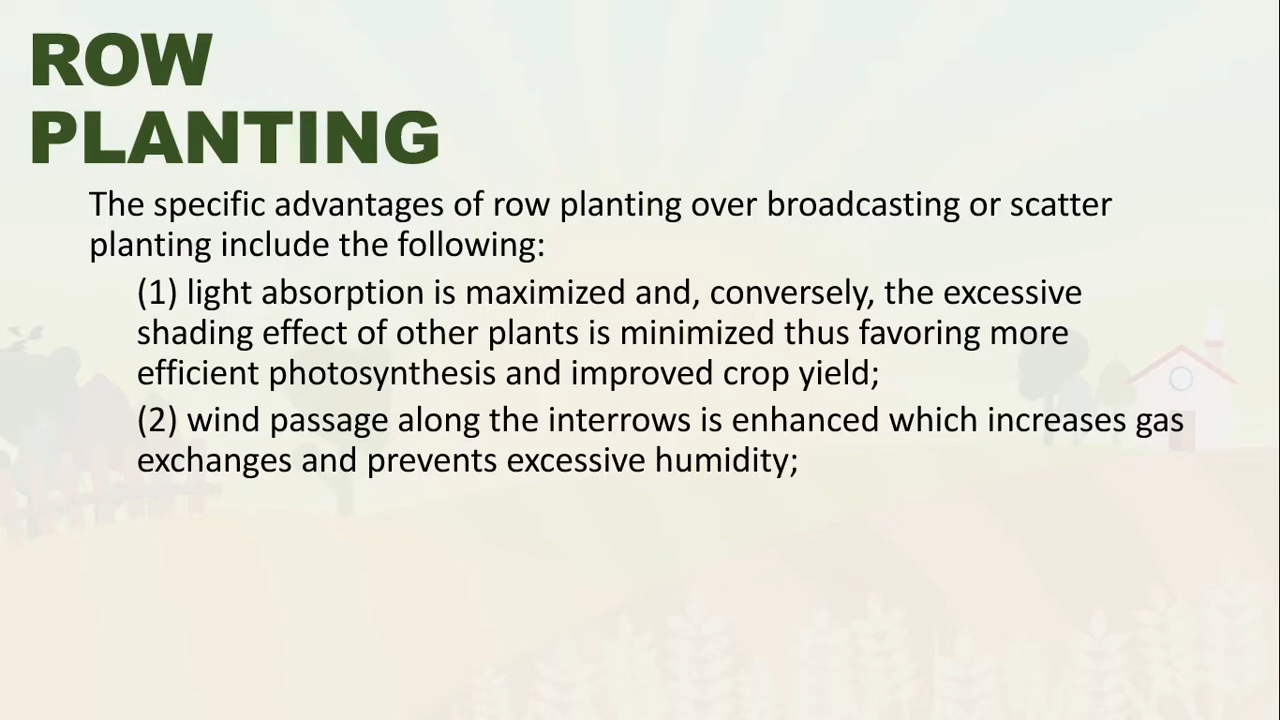 ROW
PLANTING
The specific advantages of row planting over broadcasting or scatter
planting include the following:
(1) light absorption is maximized and, conversely, the excessive
shading effect of other plants is minimized thus favoring more
efficient photosynthesis and improved crop yield;
(2) wind passage along the interrows is enhanced which increases gas
exchanges and prevents excessive humidity;